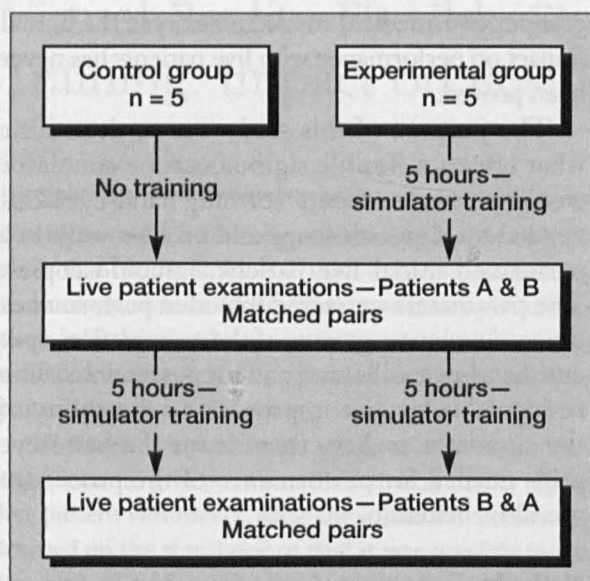 Control group
n = 5
Experimental group
n = 5
No training
5 hours—
simulator training
Live patient examinations—Patients A & B
Matched pairs
5 hours—
simulator training
5 hours—
simulator training
Live patient examinations—Patients B & A
Matched pairs